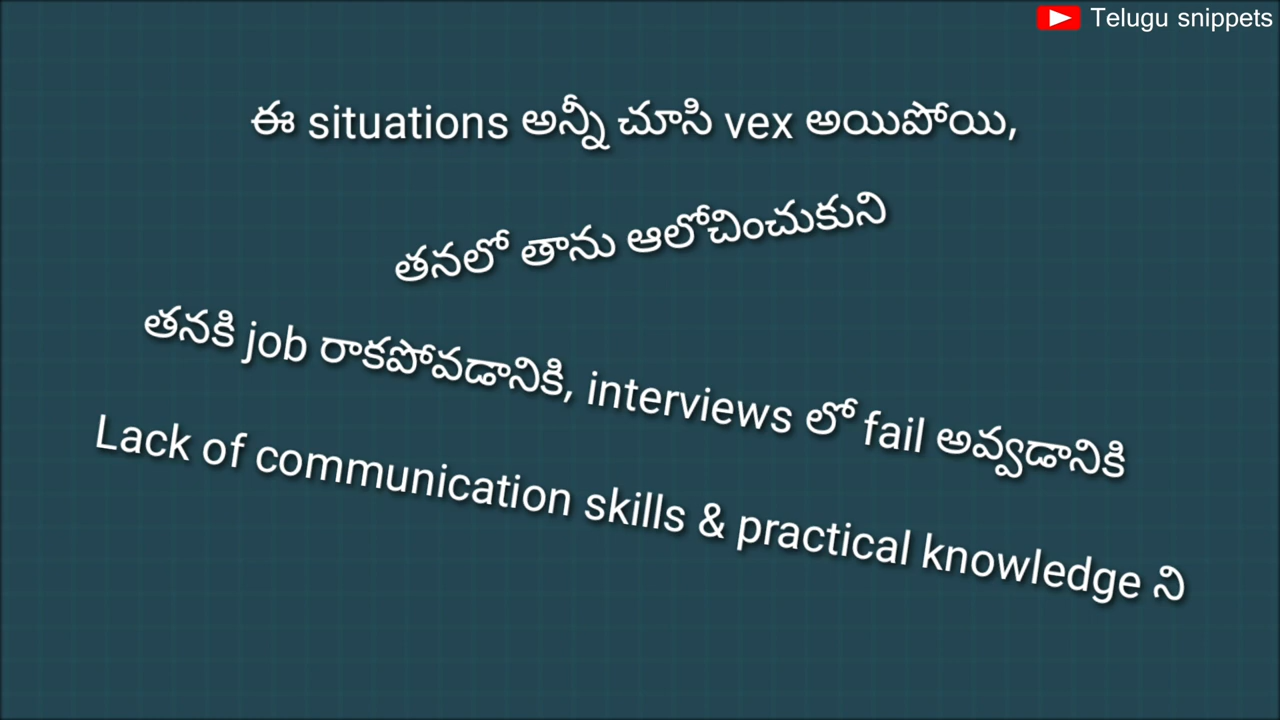 Telugu snippets
ఈ situations అన్నీ చూసి vex అయిపోయి,
తనలో తాను ఆలోచించుకుని
తనకి job రాకపోవడానికి, interviews లో fail అవ్వడానికి
Lack of communication skills & practical knowledge ని